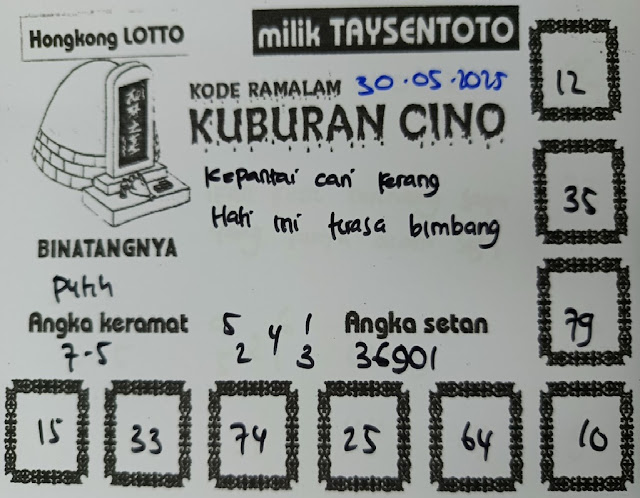 Hongkong LOTTO
milik TAYSENTOTO
KODE RAMALAM 30.05.2025
KUBURAN CINO
Kepantai cari kerang
Hati ini terasa bimbang
BINATANGNYA
Putih
Angka keramat
7-5
5 4 1
2 3
Angka setan
36901
12
35
79
15 33 74 25 64 10